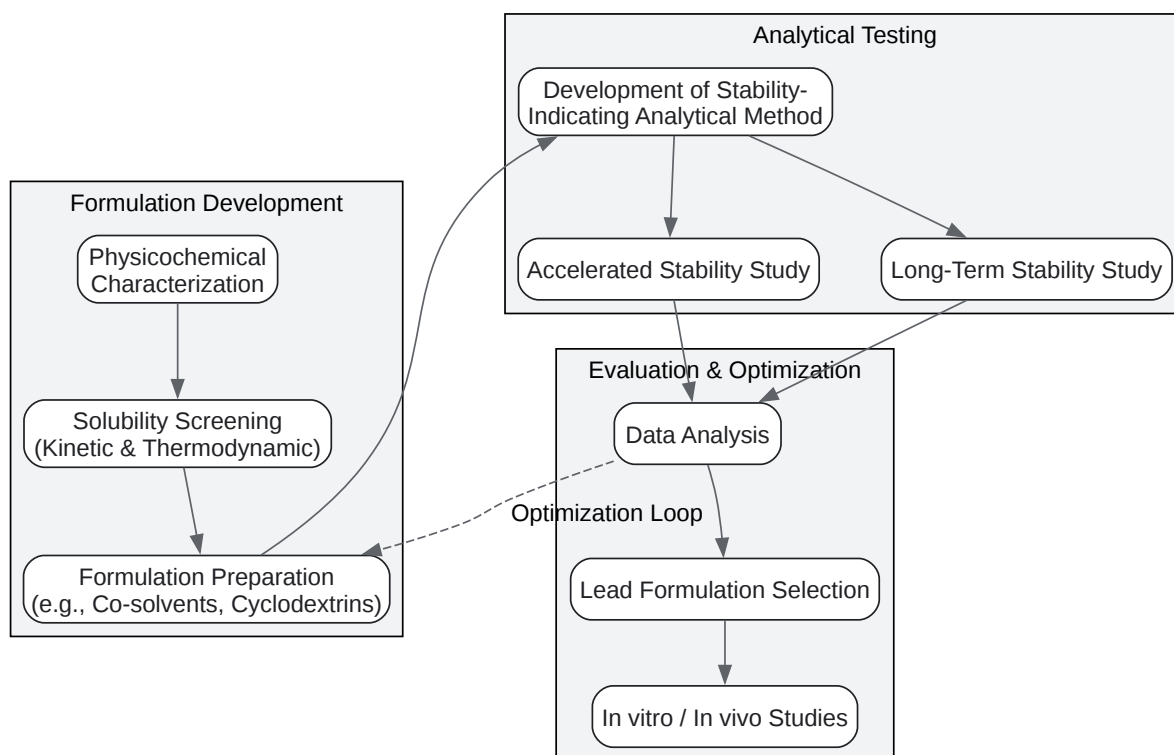 Analytical Testing
Development of Stability-
Indicating Analytical Method
Accelerated Stability Study
Long-Term Stability Study
Formulation Development
Physicochemical
Characterization
Solubility Screening
(Kinetic & Thermodynamic)
Formulation Preparation
(e.g., Co-solvents, Cyclodextrins)
Evaluation & Optimization
Data Analysis
Optimization Loop
Lead Formulation Selection
In vitro / In vivo Studies